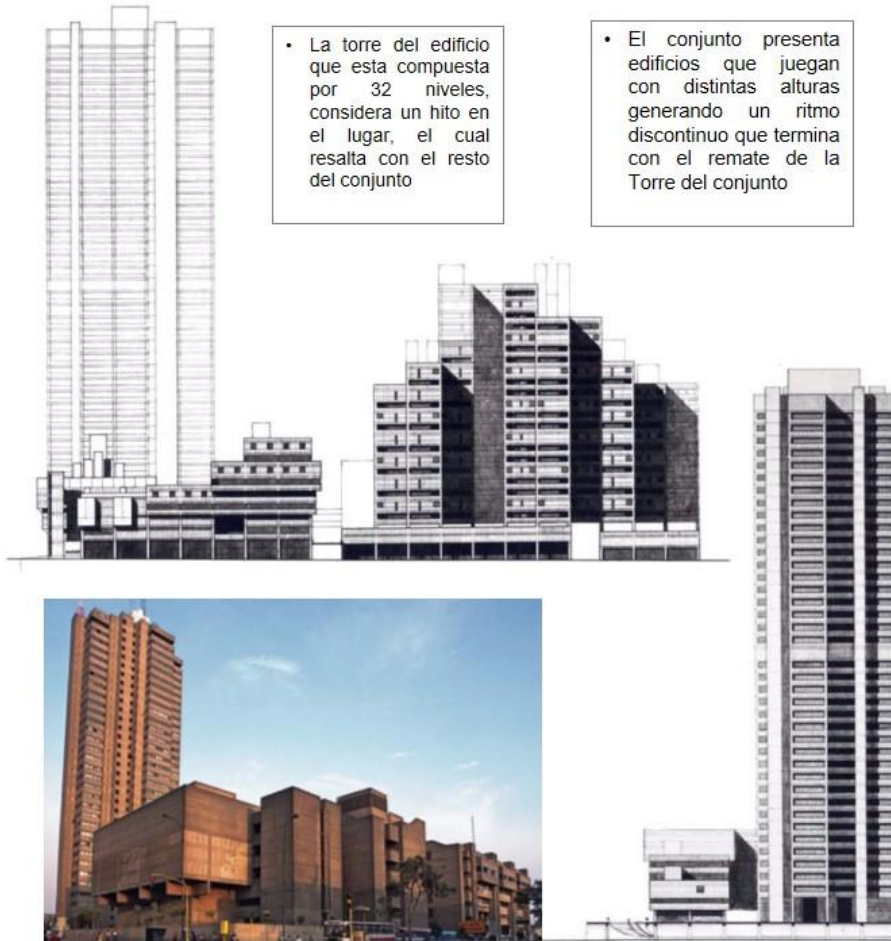 • La torre del edificio
que esta compuesta
por 32 niveles,
considera un hito en
el lugar, el cual
resalta con el resto
del conjunto
• El conjunto presenta
edificios que juegan
con distintas alturas
generando un ritmo
discontinuo que termina
con el remate de la
Torre del conjunto